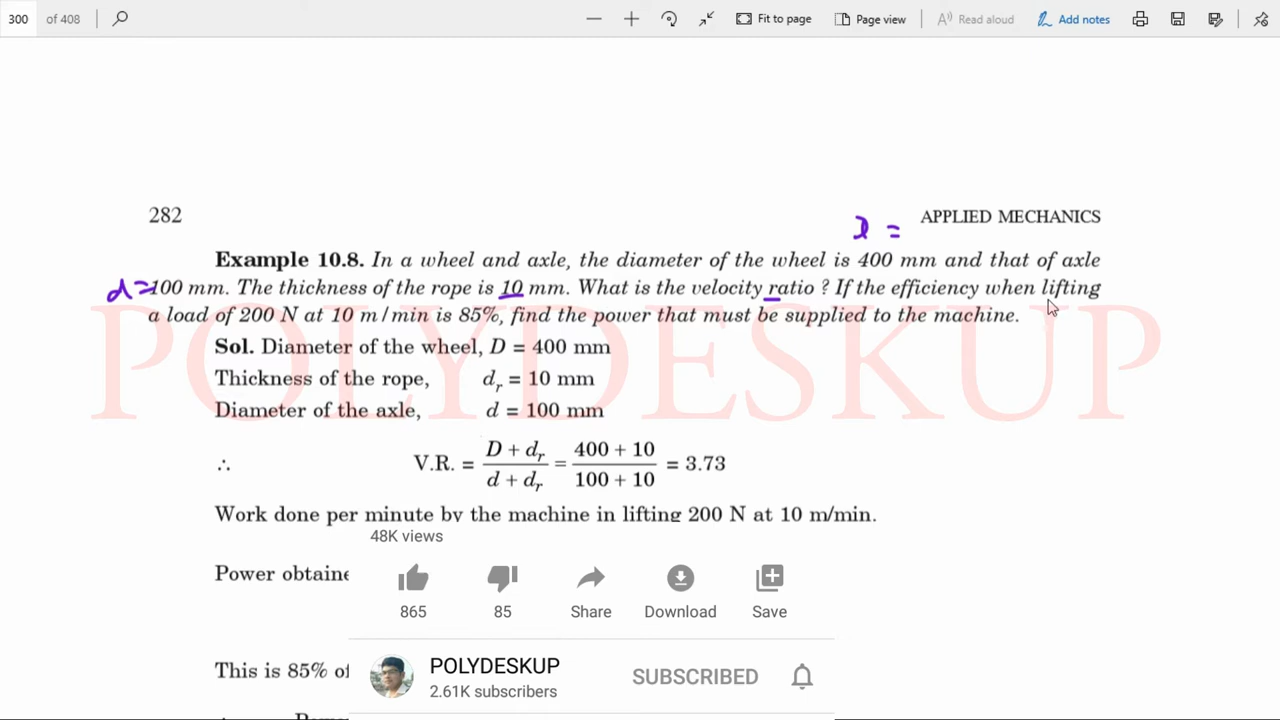 300 of 408 Fit to page Page view Read aloud Add notes
282 APPLIED MECHANICS
D =
Example 10.8. In a wheel and axle, the diameter of the wheel is 400 mm and that of axle
d= 100 mm. The thickness of the rope is 10 mm. What is the velocity ratio ? If the efficiency when lifting
a load of 200 N at 10 m/min is 85%, find the power that must be supplied to the machine.
POLYDESKUP
Sol. Diameter of the wheel, D = 400 mm
Thickness of the rope, dr = 10 mm
Diameter of the axle, d = 100 mm
∴ V.R. = (D + dr)/(d + dr) = (400 + 10)/(100 + 10) = 3.73
Work done per minute by the machine in lifting 200 N at 10 m/min.
48K views
Power obtaine
865 85 Share Download Save
This is 85% of
POLYDESKUP SUBSCRIBED
2.61K subscribers